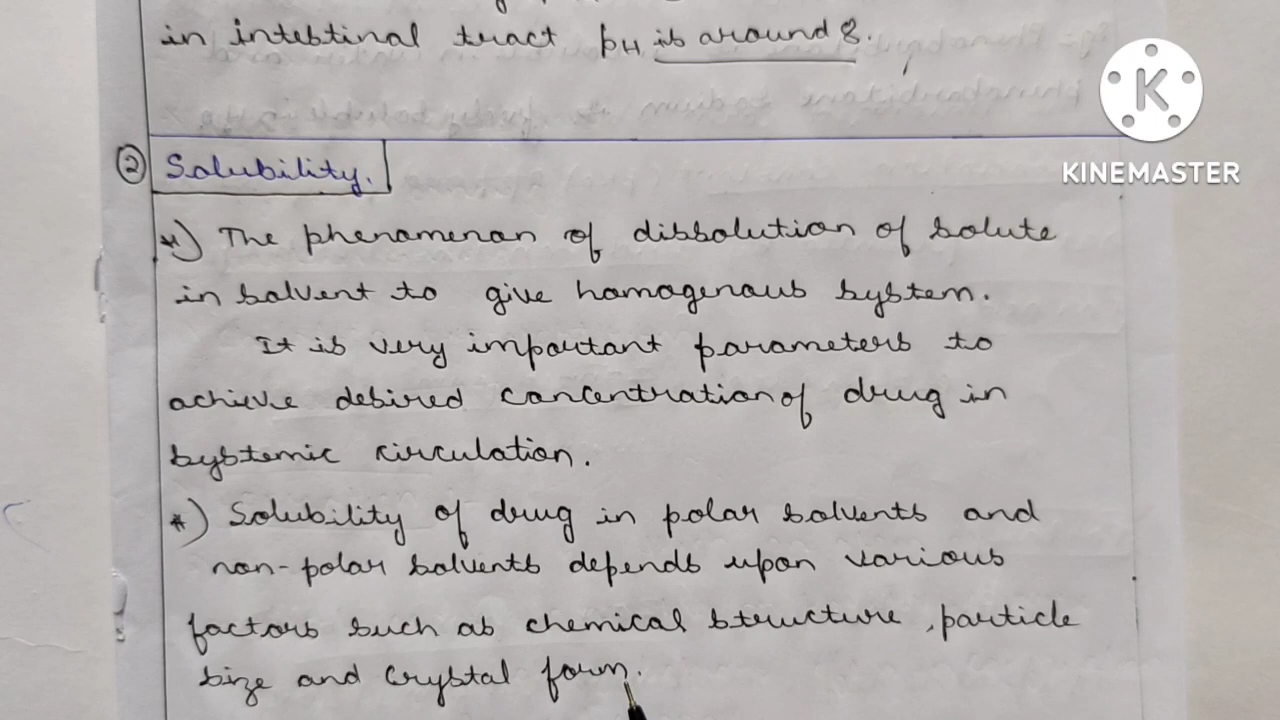 in intestinal tract pH is around 8.
K
KINEMASTER
② Solubility.
*) The phenomenon of dissolution of solute
in solvent to give homogenous system.
It is very important parameters to
achieve desired concentration of drug in
systemic circulation.
*) Solubility of drug in polar solvents and
non-polar solvents depends upon various
factors such as chemical structure, particle
size and crystal form.